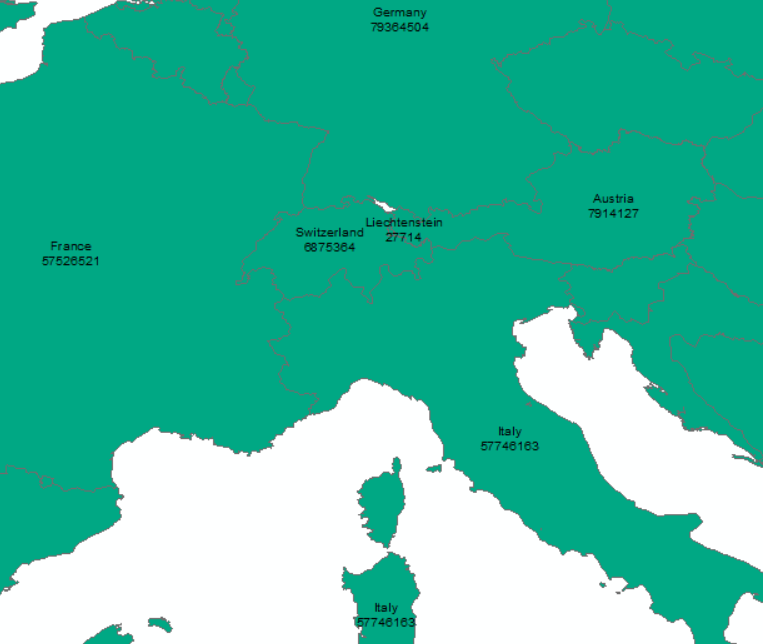 Germany
79364504
Austria
7914127
Liechtenstein
27714
Switzerland
6875364
France
57526521
Italy
57746163
Italy
57746163